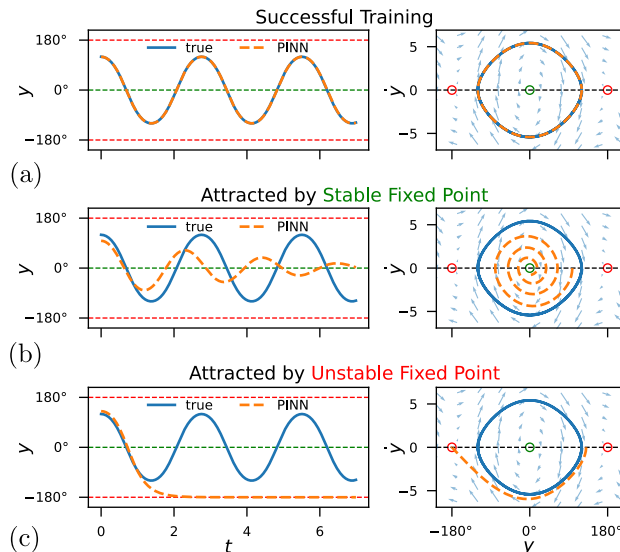 Successful Training
180°
true
PINN
y
0°
−180°
5
ẏ
0
−5
(a)
Attracted by Stable Fixed Point
180°
true
PINN
y
0°
−180°
5
ẏ
0
−5
(b)
Attracted by Unstable Fixed Point
180°
true
PINN
y
0°
−180°
5
ẏ
0
−5
(c)
0
2
4
6
t
−180°
0°
180°
y